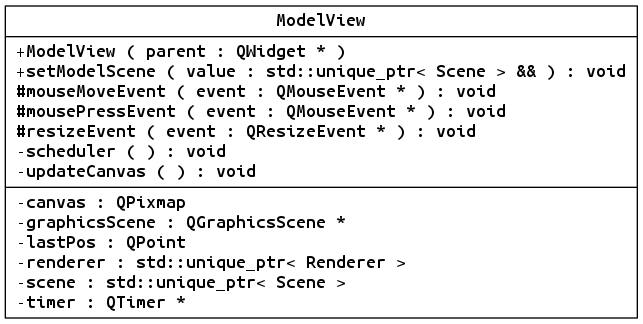 ModelView
+ModelView ( parent : QWidget * )
+setModelScene ( value : std::unique_ptr< Scene > && ) : void
#mouseMoveEvent ( event : QMouseEvent * ) : void
#mousePressEvent ( event : QMouseEvent * ) : void
#resizeEvent ( event : QResizeEvent * ) : void
-scheduler ( ) : void
-updateCanvas ( ) : void
-canvas : QPixmap
-graphicsScene : QGraphicsScene *
-lastPos : QPoint
-renderer : std::unique_ptr< Renderer >
-scene : std::unique_ptr< Scene >
-timer : QTimer *